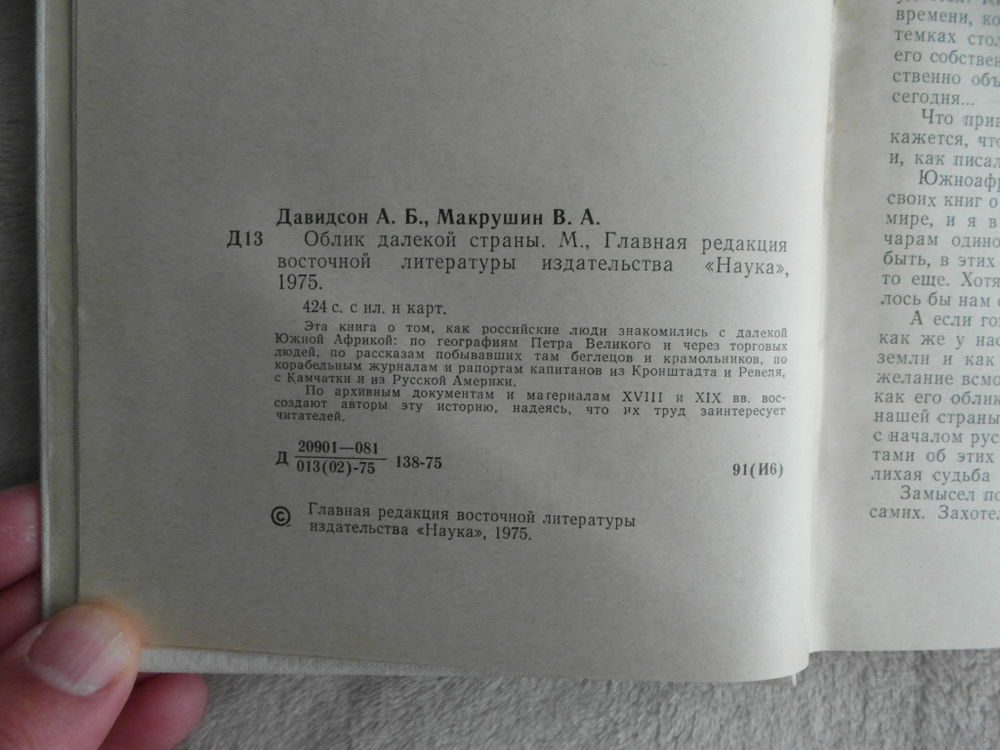 Давидсон А. Б., Макрушин В. А.
Д13 Облик далекой страны. М., Главная редакция
восточной литературы издательства «Наука»,
1975.
424 с. с ил. и карт.
Эта книга о том, как российские люди знакомились с далекой
Южной Африкой: по географиям Петра Великого и через торговых
людей, по рассказам побывавших там беглецов и крамольников, по
корабельным журналам и рапортам капитанов из Кронштадта и Ревеля,
с Камчатки и из Русской Америки.
По архивным документам и материалам XVIII и XIX вв. вос-
создают авторы эту историю, надеясь, что их труд заинтересует
читателей.
Д 20901—081
013(02)-75 138-75
91(И6)
© Главная редакция восточной литературы
издательства «Наука», 1975.
времени, ко
темках стол
его собствен
ственно объ
сегодня...
Что прив
кажется, что
и, как писал
Южноафр
своих книг о
мире, и я в
чарам одино
быть, в этих
то еще. Хотя
лось бы нам
А если гов
как же у нас
земли и как
желание всмо
как его облик
нашей страны
с началом рус
тами об этих
лихая судьба
Замысел по
самих. Захотел